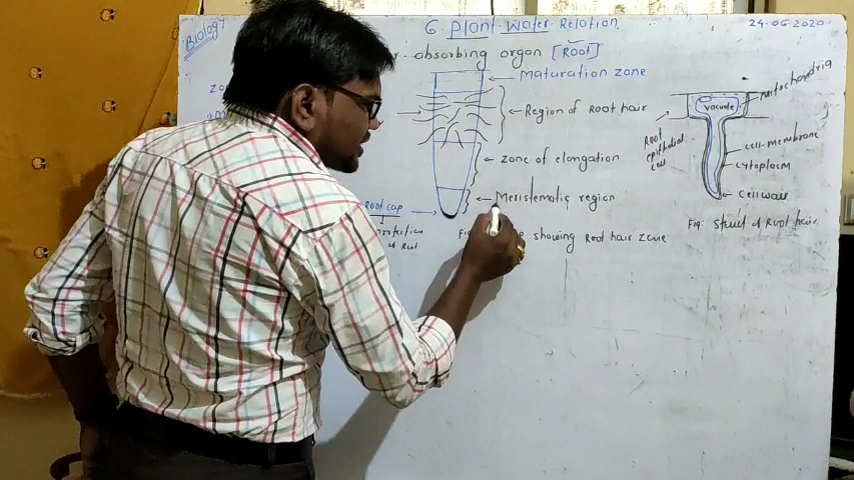 Biology
6. Plant Water Relation
24-06-2020
absorbing organ [Root]
Maturation zone
Region of Root hair
zone of elongation
Meristematic region
Root cap
showing Root hair zone
Mitochondria
vacuole
Root
epithelial
cell
cell-membrane
cytoplasm
cell wall
Fig: Struct of Root hair